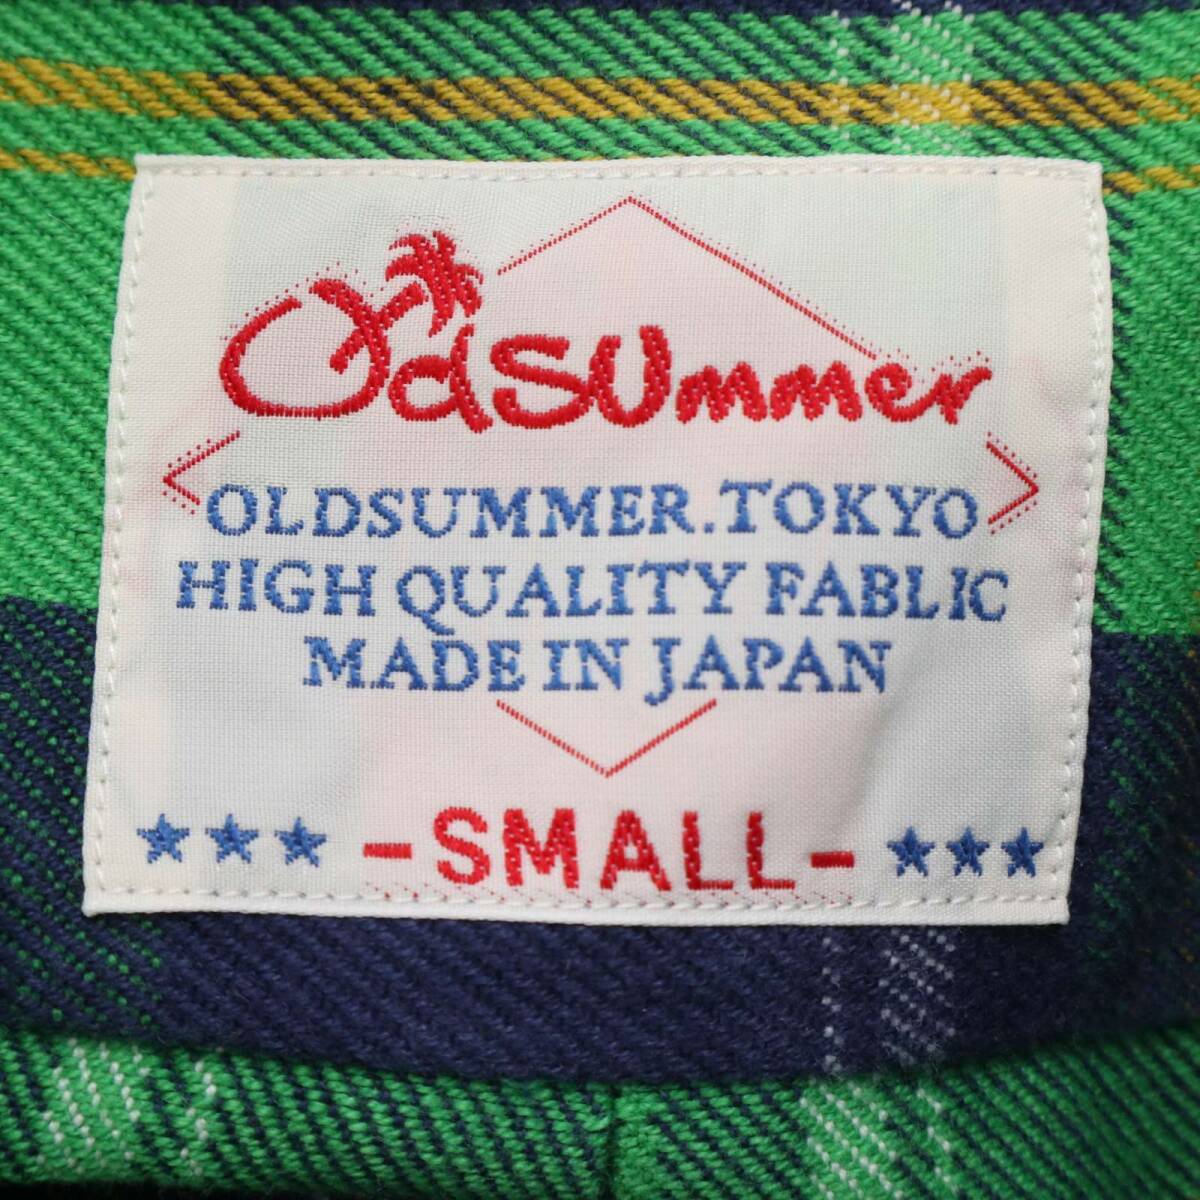 OldSUmmer
OLDSUMMER.TOKYO
HIGH QUALITY FABLIC
MADE IN JAPAN
-SMALL-